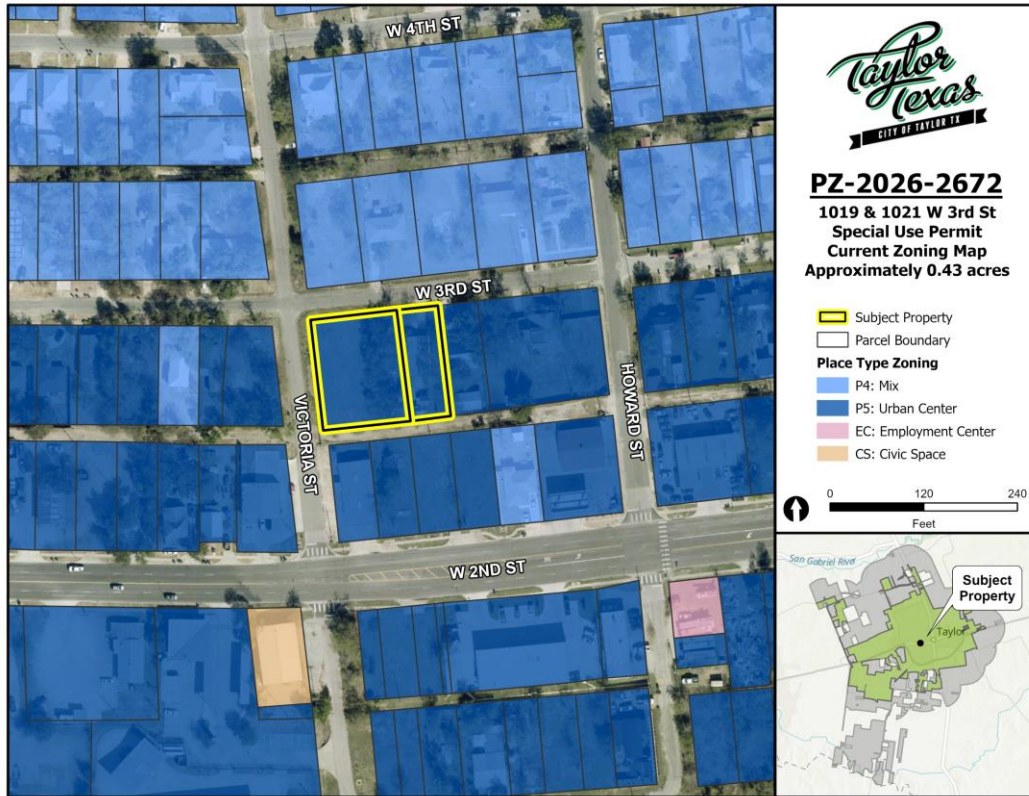 W 4TH ST
W 3RD ST
VICTORIA ST
HOWARD ST
W 2ND ST
Taylor
Texas
CITY OF TAYLOR TX
PZ-2026-2672
1019 & 1021 W 3rd St
Special Use Permit
Current Zoning Map
Approximately 0.43 acres
Subject Property
Parcel Boundary
Place Type Zoning
P4: Mix
P5: Urban Center
EC: Employment Center
CS: Civic Space
0 120 240
Feet
San Gabriel River
Subject
Property
Taylor